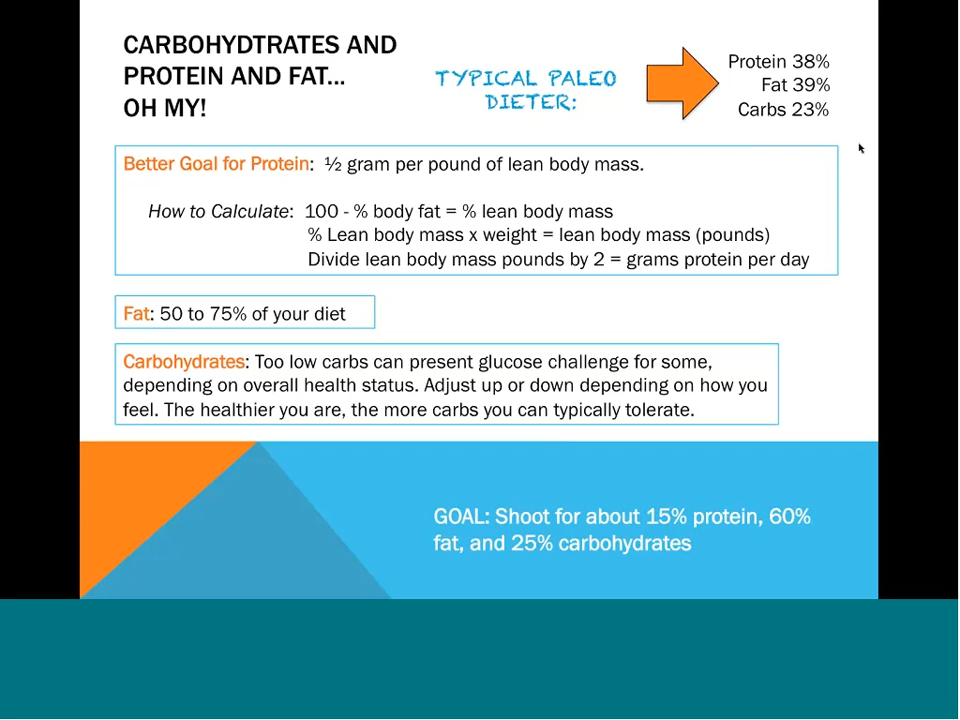 CARBOHYDTRATES AND
PROTEIN AND FAT...
OH MY!
TYPICAL PALEO
DIETER:
Protein 38%
Fat 39%
Carbs 23%
Better Goal for Protein: ½ gram per pound of lean body mass.
How to Calculate: 100 - % body fat = % lean body mass
% Lean body mass x weight = lean body mass (pounds)
Divide lean body mass pounds by 2 = grams protein per day
Fat: 50 to 75% of your diet
Carbohydrates: Too low carbs can present glucose challenge for some,
depending on overall health status. Adjust up or down depending on how you
feel. The healthier you are, the more carbs you can typically tolerate.
GOAL: Shoot for about 15% protein, 60%
fat, and 25% carbohydrates